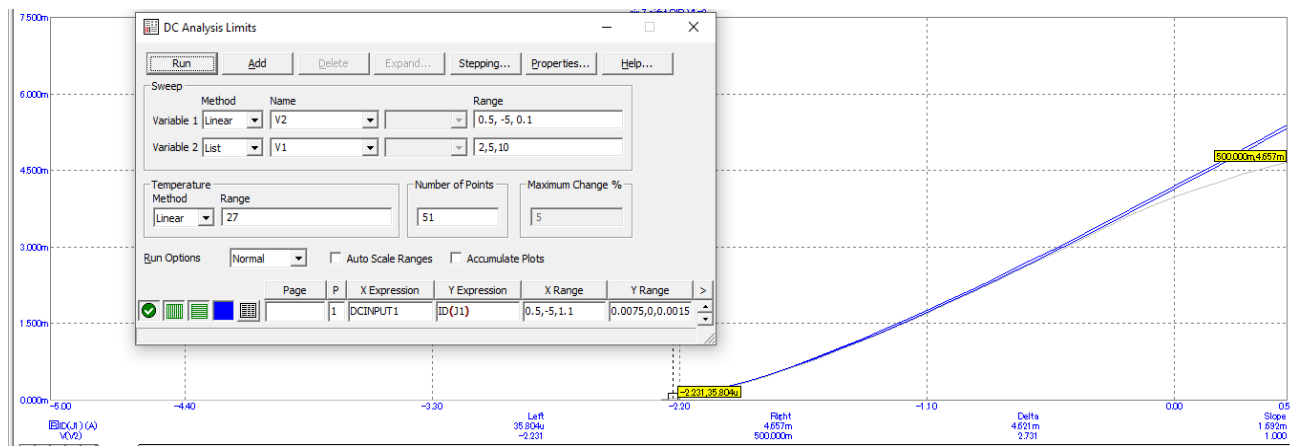 cir 7 right.CIR V1=2
7.500m
6.000m
4.500m
3.000m
1.500m
0.000m
DC Analysis Limits
Run Add Delete Expand... Stepping... Properties... Help...
Sweep
Method Name Range
Variable 1 Linear V2 0.5, -5, 0.1
Variable 2 List V1 2,5,10
Temperature
Method Range
Linear 27
Number of Points
51
Maximum Change %
5
Run Options Normal Auto Scale Ranges Accumulate Plots
Page P X Expression Y Expression X Range Y Range >
1 DCINPUT1 ID(J1) 0.5,-5,1.1 0.0075,0,0.0015
500.000m,4.657m
-2.231,35.804u
-5.00 -4.40 -3.30 -2.20 -1.10 0.00 0.5
Left Right Delta Slope
ID(J1) (A) 35.804u 4.657m 4.621m 1.692m
V(V2) -2.231 500.000m 2.731 1.000